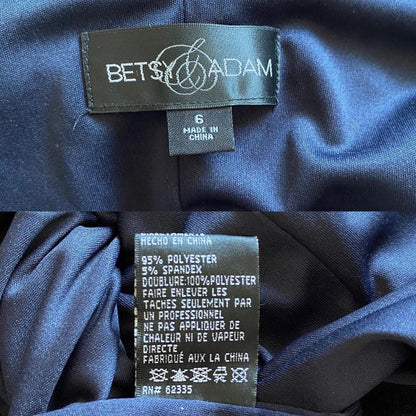 BETSY & ADAM
6
MADE IN
CHINA
HECHO EN CHINA
95% POLYESTER
5% SPANDEX
DOUBLURE:100%POLYESTER
FAIRE ENLEVER LES
TACHES SEULEMENT PAR
UN PROFESSIONNEL
NE PAS APPLIQUER DE
CHALEUR NI DE VAPEUR
DIRECTE
FABRIQUÉ AUX LA CHINA
RN# 62335